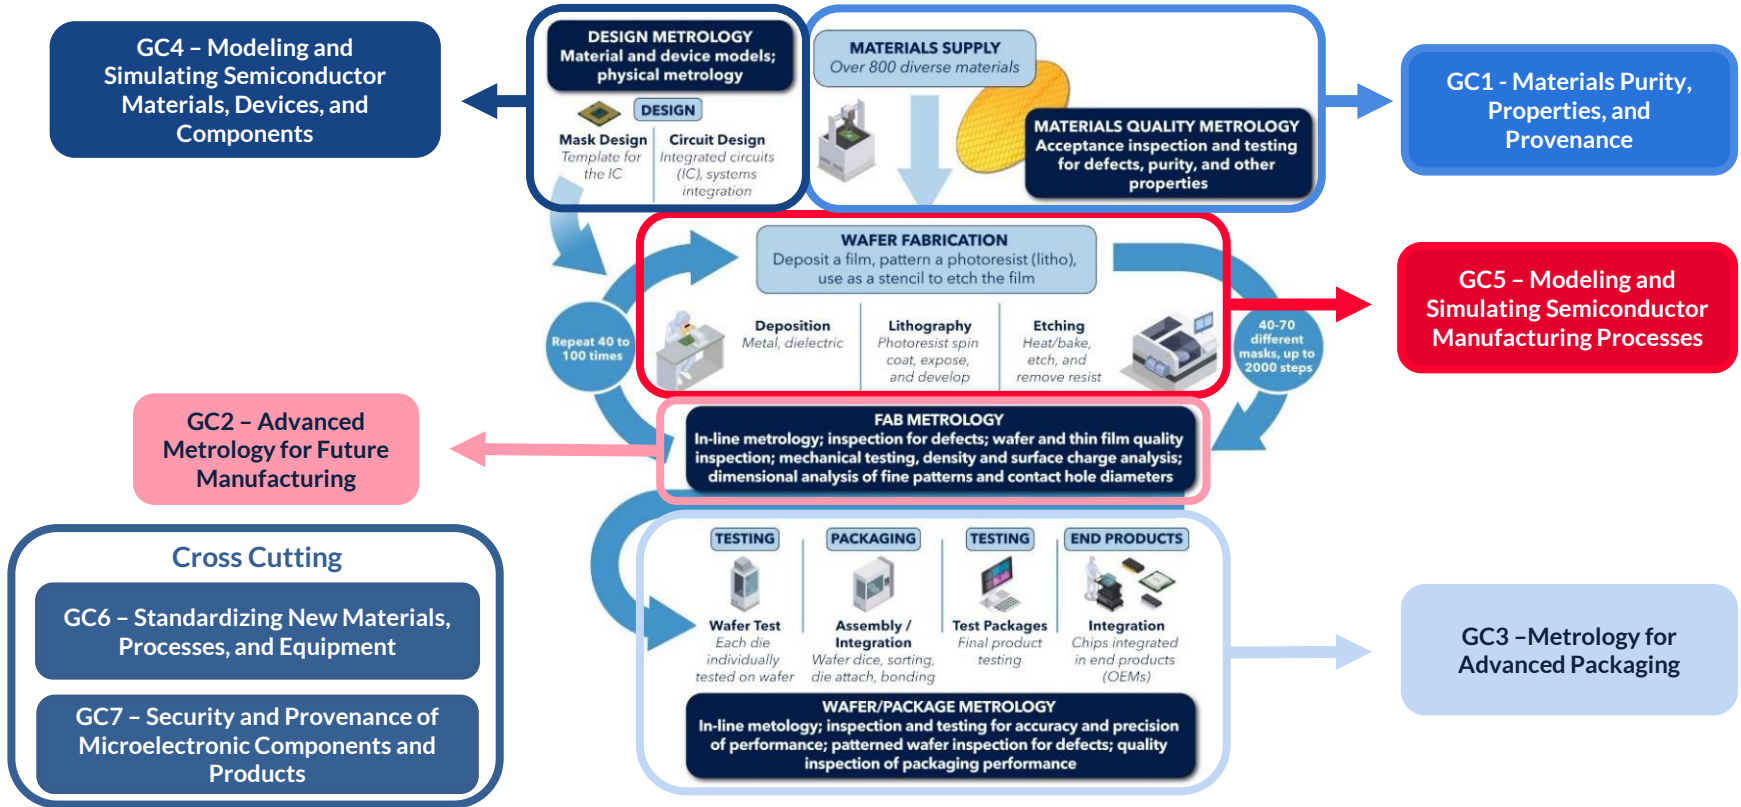 GC4 – Modeling and
Simulating Semiconductor
Materials, Devices, and
Components
DESIGN METROLOGY
Material and device models;
physical metrology
DESIGN
Mask Design
Template for
the IC
Circuit Design
Integrated circuits
(IC), systems
integration
MATERIALS SUPPLY
Over 800 diverse materials
MATERIALS QUALITY METROLOGY
Acceptance inspection and testing
for defects, purity, and other
properties
GC1 - Materials Purity,
Properties, and
Provenance
WAFER FABRICATION
Deposit a film, pattern a photoresist (litho),
use as a stencil to etch the film
Repeat 40 to
100 times
Deposition
Metal, dielectric
Lithography
Photoresist spin
coat, expose,
and develop
Etching
Heat/bake,
etch, and
remove resist
40-70
different
masks, up to
2000 steps
GC5 – Modeling and
Simulating Semiconductor
Manufacturing Processes
GC2 – Advanced
Metrology for Future
Manufacturing
FAB METROLOGY
In-line metrology; inspection for defects; wafer and thin film quality
inspection; mechanical testing, density and surface charge analysis;
dimensional analysis of fine patterns and contact hole diameters
Cross Cutting
GC6 – Standardizing New Materials,
Processes, and Equipment
GC7 – Security and Provenance of
Microelectronic Components and
Products
TESTING
Wafer Test
Each die
individually
tested on wafer
PACKAGING
Assembly /
Integration
Wafer dice, sorting,
die attach, bonding
TESTING
Test Packages
Final product
testing
END PRODUCTS
Integration
Chips integrated
in end products
(OEMs)
WAFER/PACKAGE METROLOGY
In-line metology; inspection and testing for accuracy and precision
of performance; patterned wafer inspection for defects; quality
inspection of packaging performance
GC3 –Metrology for
Advanced Packaging